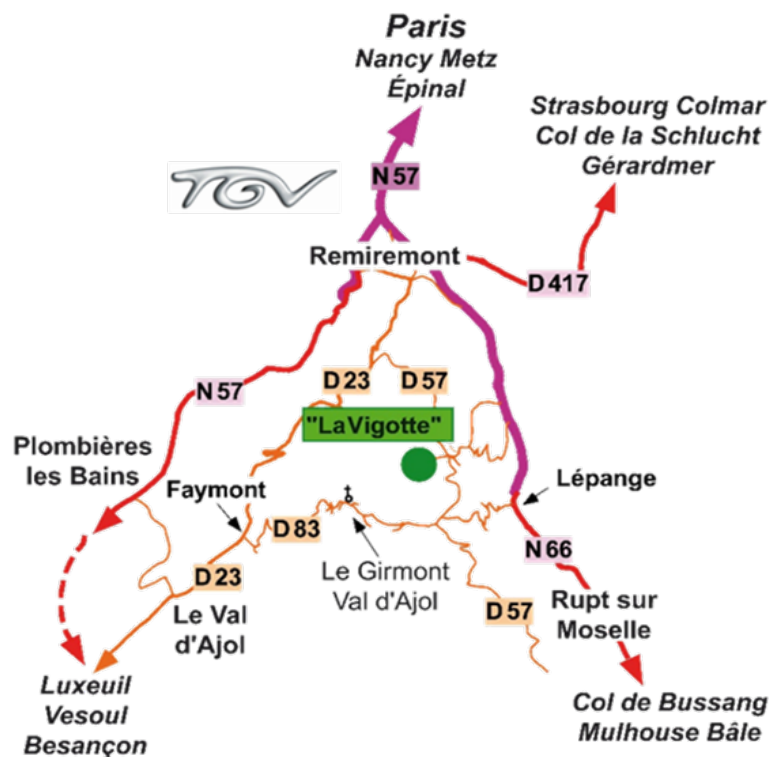 Paris
Nancy Metz
Épinal
Strasbourg Colmar
Col de la Schlucht
Gérardmer
TGV
N 57
Remiremont
D 417
D 23
D 57
N 57
"LaVigotte"
Plombières
les Bains
Faymont
Lépange
D 83
N 66
Le Girmont
Val d'Ajol
D 23
D 57
Rupt sur
Moselle
Le Val
d'Ajol
Luxeuil
Vesoul
Besançon
Col de Bussang
Mulhouse Bâle